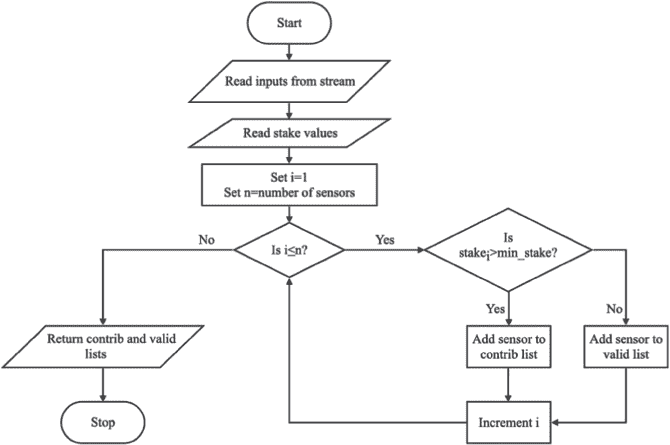 Start
Read inputs from stream
Read stake values
Set i=1
Set n=number of sensors
No
Is i≤n?
Yes
Is
stakeᵢ>min_stake?
Yes
No
Return contrib and valid
lists
Add sensor to
contrib list
Add sensor to
valid list
Stop
Increment i